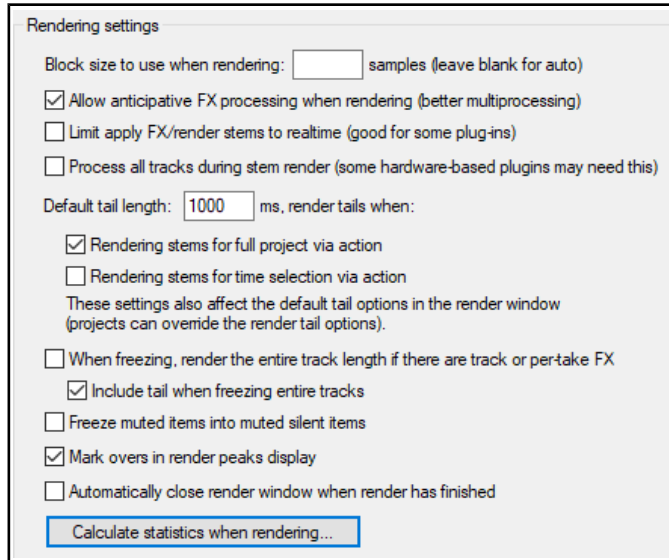 Rendering settings
Block size to use when rendering: samples (leave blank for auto)
Allow anticipative FX processing when rendering (better multiprocessing)
Limit apply FX/render stems to realtime (good for some plug-ins)
Process all tracks during stem render (some hardware-based plugins may need this)
Default tail length: 1000 ms, render tails when:
Rendering stems for full project via action
Rendering stems for time selection via action
These settings also affect the default tail options in the render window
(projects can override the render tail options).
When freezing, render the entire track length if there are track or per-take FX
Include tail when freezing entire tracks
Freeze muted items into muted silent items
Mark overs in render peaks display
Automatically close render window when render has finished
Calculate statistics when rendering...